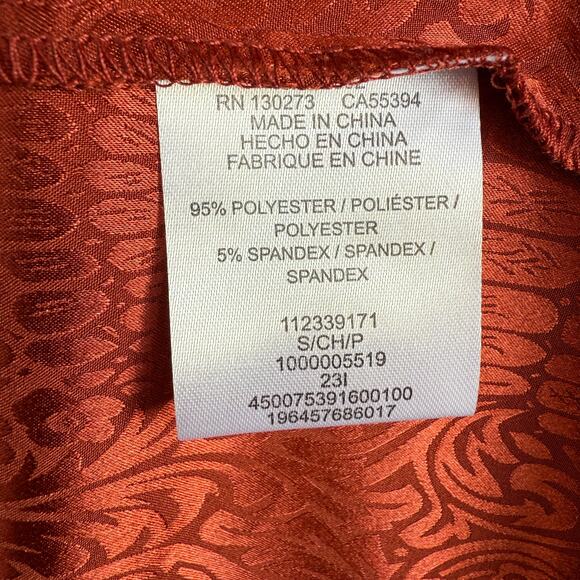 RN 130273 CA55394
MADE IN CHINA
HECHO EN CHINA
FABRIQUE EN CHINE
95% POLYESTER / POLIÉSTER /
POLYESTER
5% SPANDEX / SPANDEX /
SPANDEX
112339171
S/CH/P
1000005519
23I
450075391600100
196457686017